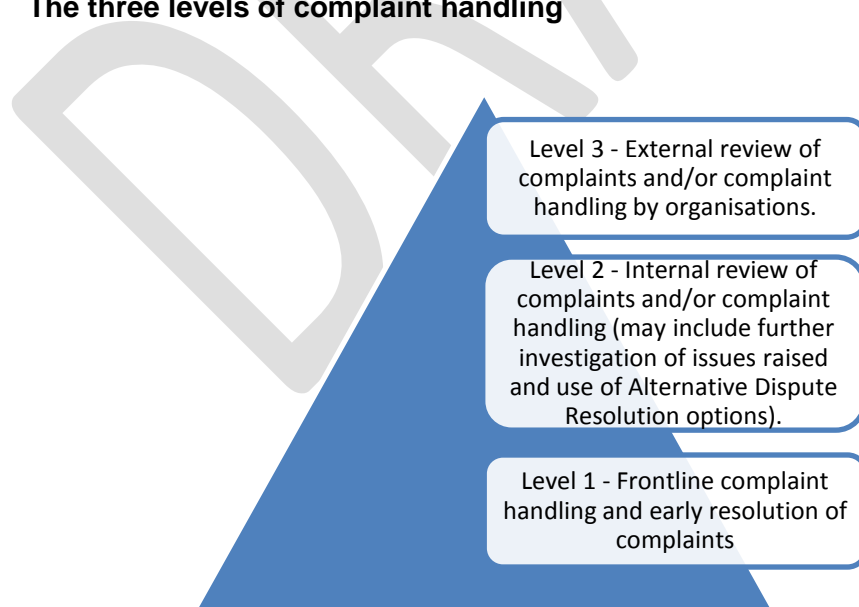 The three levels of complaint handling
Level 3 - External review of
complaints and/or complaint
handling by organisations.
Level 2 - Internal review of
complaints and/or complaint
handling (may include further
investigation of issues raised
and use of Alternative Dispute
Resolution options).
Level 1 - Frontline complaint
handling and early resolution of
complaints